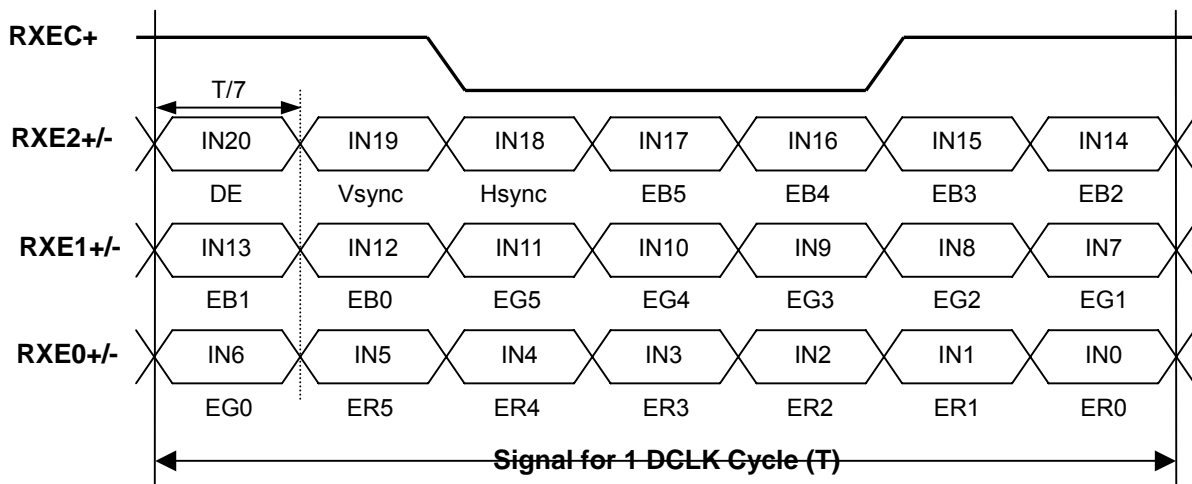 RXEC+
T/7
RXE2+/- IN20 IN19 IN18 IN17 IN16 IN15 IN14
DE Vsync Hsync EB5 EB4 EB3 EB2
RXE1+/- IN13 IN12 IN11 IN10 IN9 IN8 IN7
EB1 EB0 EG5 EG4 EG3 EG2 EG1
RXE0+/- IN6 IN5 IN4 IN3 IN2 IN1 IN0
EG0 ER5 ER4 ER3 ER2 ER1 ER0
Signal for 1 DCLK Cycle (T)